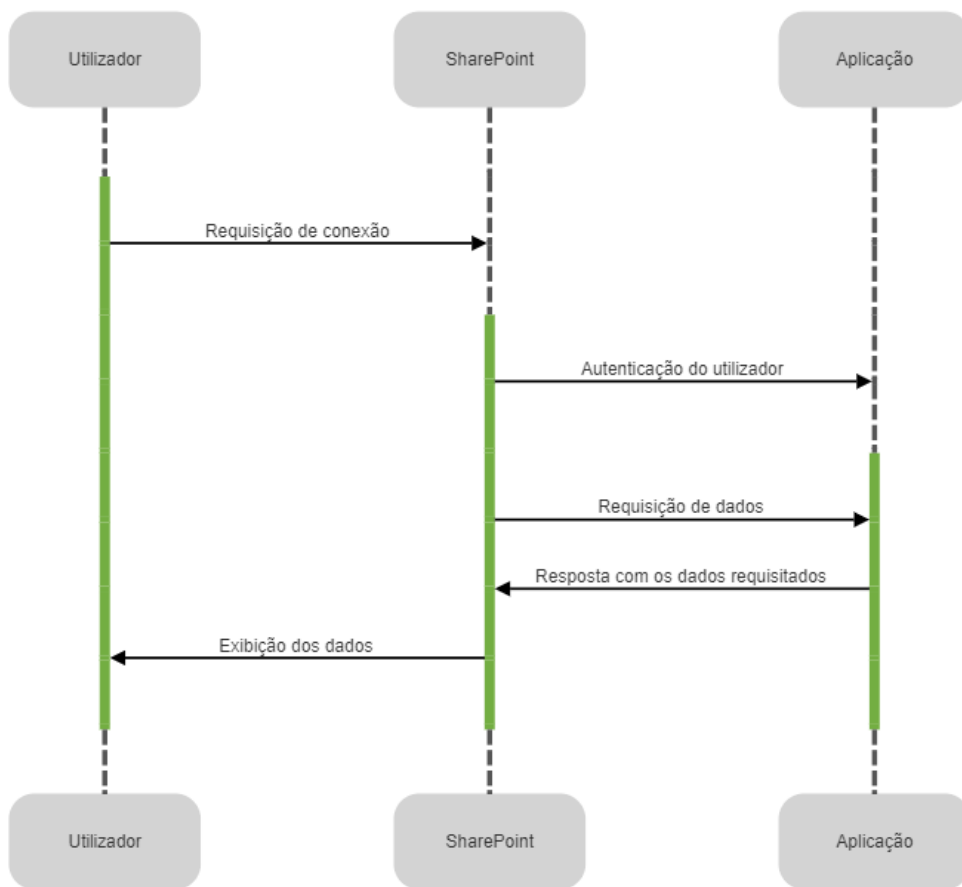 Utilizador
SharePoint
Aplicação
Requisição de conexão
Autenticação do utilizador
Requisição de dados
Resposta com os dados requisitados
Exibição dos dados
Utilizador
SharePoint
Aplicação